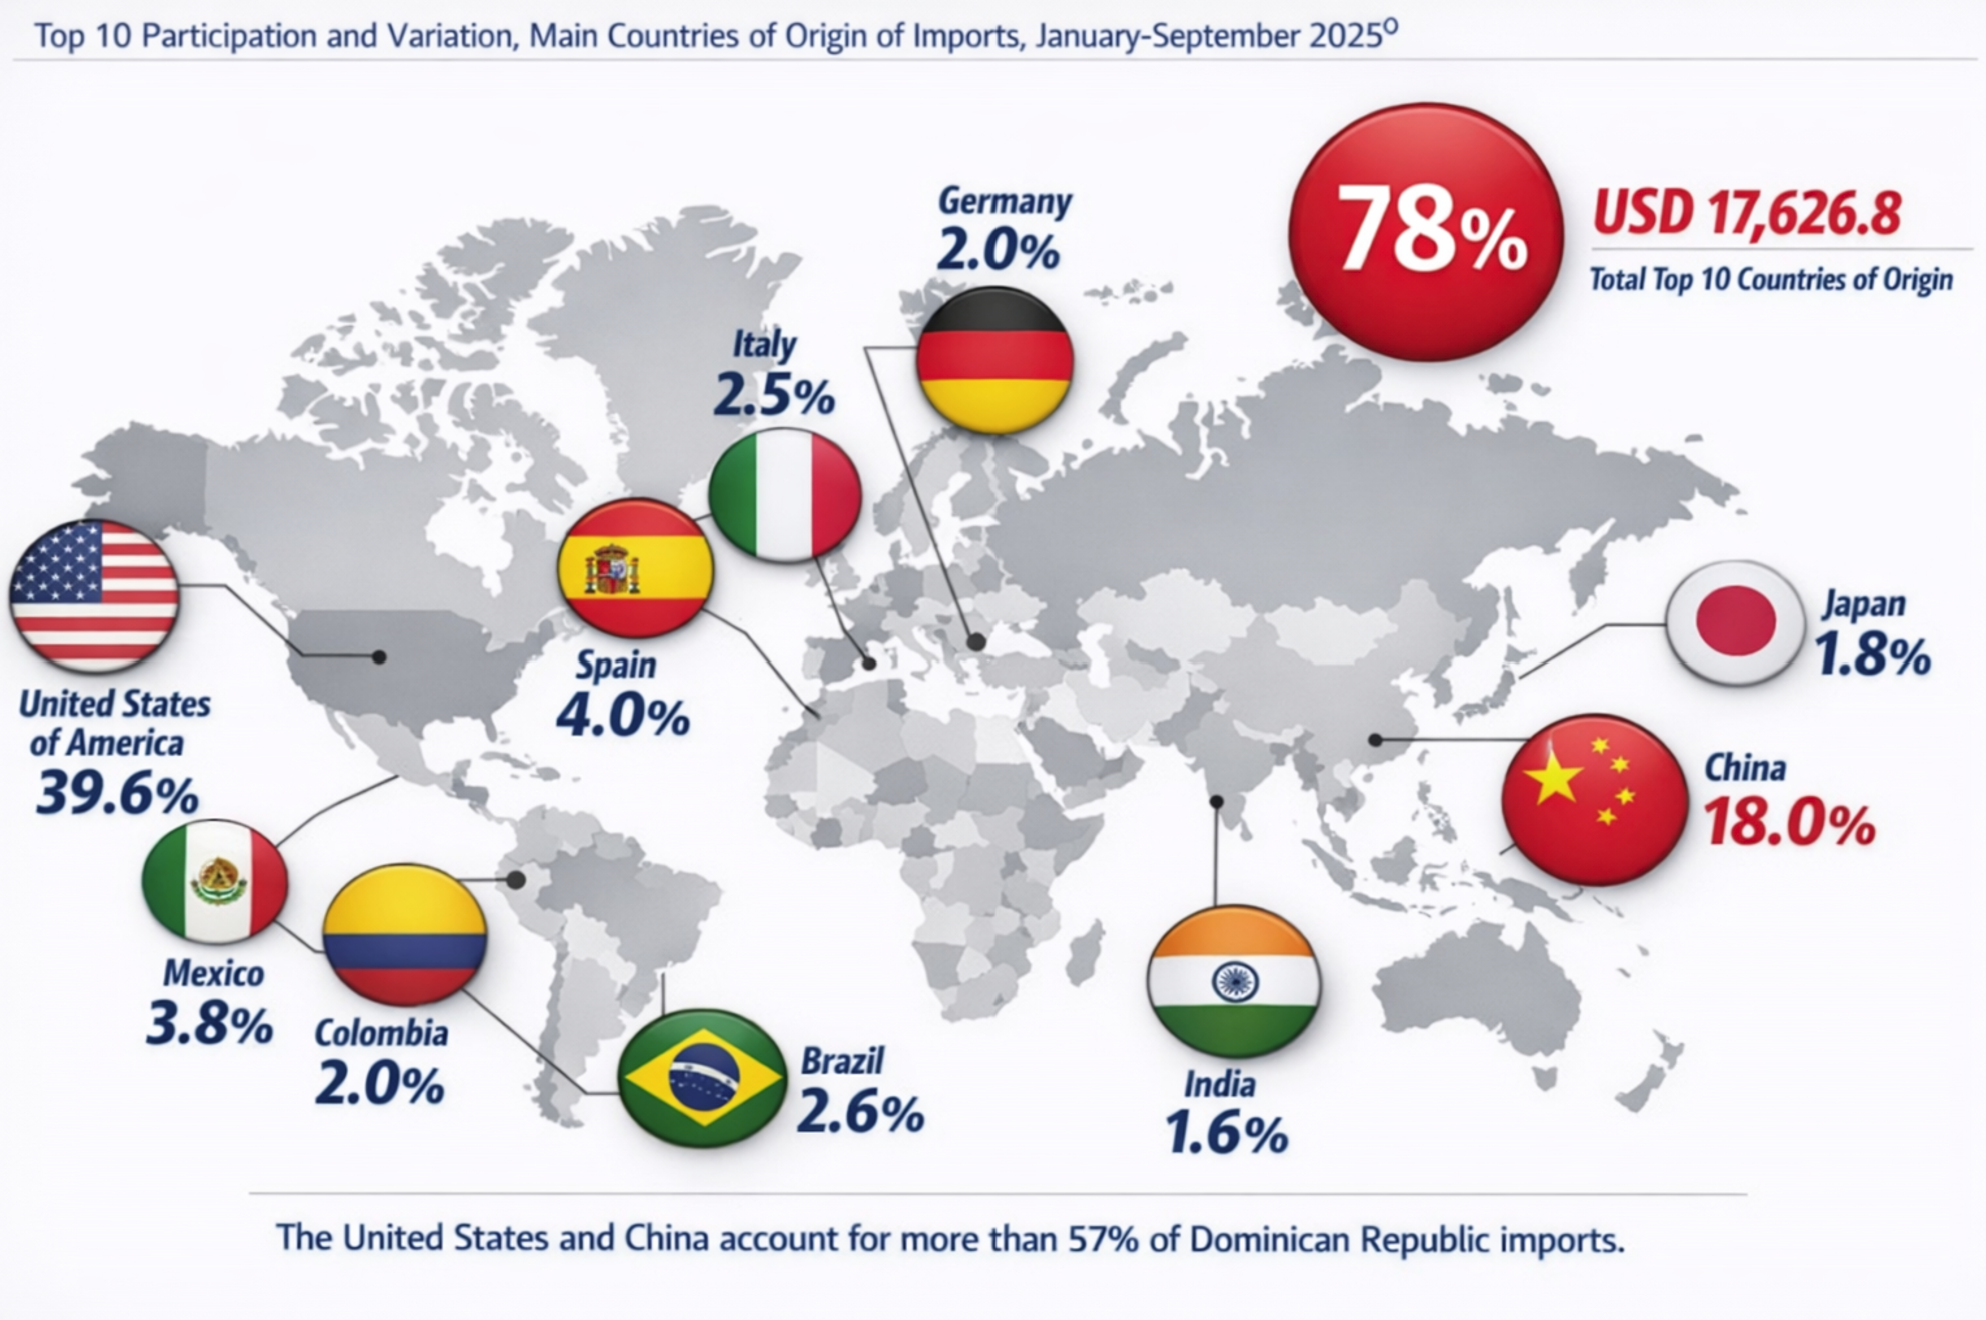 Top 10 Participation and Variation, Main Countries of Origin of Imports, January-September 2025⁰
78%
USD 17,626.8
Total Top 10 Countries of Origin
Germany
2.0%
Italy
2.5%
Spain
4.0%
United States
of America
39.6%
Japan
1.8%
China
18.0%
Mexico
3.8%
Colombia
2.0%
Brazil
2.6%
India
1.6%
The United States and China account for more than 57% of Dominican Republic imports.